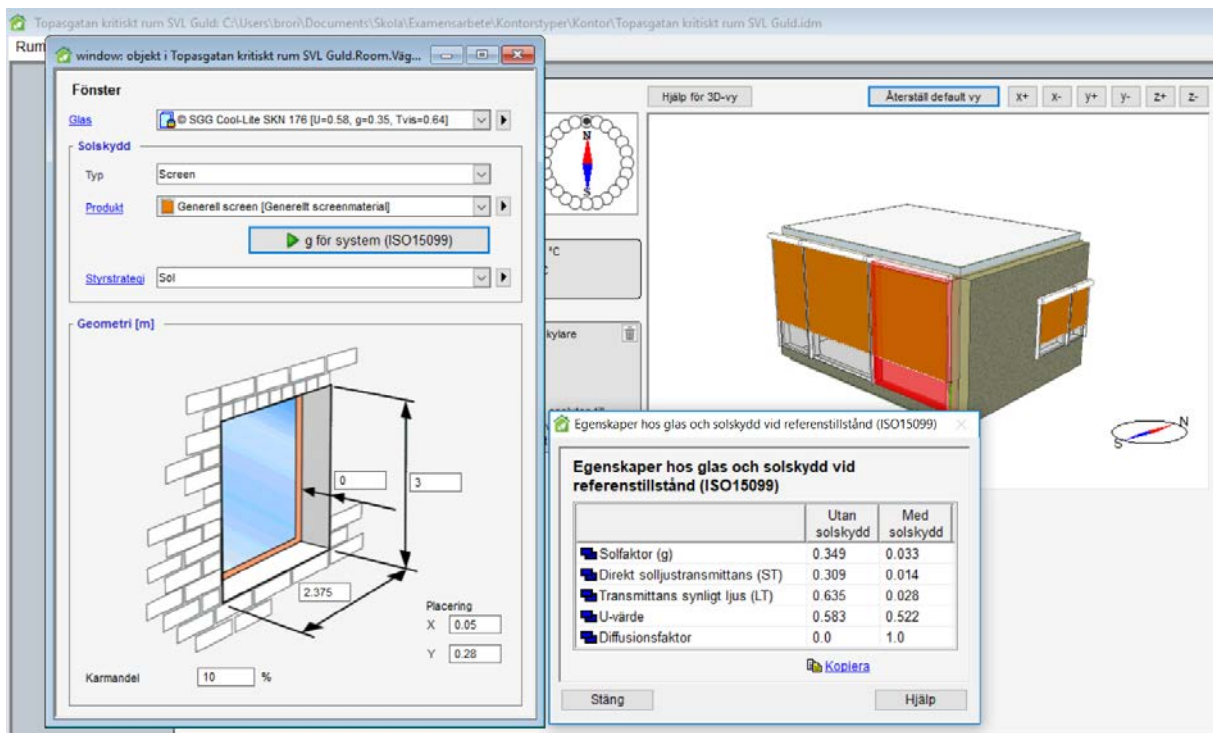 Topasgatan kritiskt rum SVL Guld: C:\Users\brori\Documents\Skola\Examensarbete\Kontorstyper\Kontor\Topasgatan kritiskt rum SVL Guld.idm
Rum
window: objekt i Topasgatan kritiskt rum SVL Guld.Room.Väg...
Fönster
Glas
© SGG Cool-Lite SKN 176 [U=0.58, g=0.35, Tvis=0.64]
Solskydd
Typ
Screen
Produkt
Generell screen [Generellt screenmaterial]
g för system (ISO15099)
Styrstrategi
Sol
Geometri [m]
0
3
2.375
Placering
X 0.05
Y 0.28
Karmandel 10 %
Hjälp för 3D-vy
Återställ default vy
x+ x- y+ y- z+ z-
N
S
°C
kylare
N
S
Egenskaper hos glas och solskydd vid referenstillstånd (ISO15099)
Egenskaper hos glas och solskydd vid
referenstillstånd (ISO15099)
Utan Med
solskydd solskydd
Solfaktor (g) 0.349 0.033
Direkt solljustransmittans (ST) 0.309 0.014
Transmittans synligt ljus (LT) 0.635 0.028
U-värde 0.583 0.522
Diffusionsfaktor 0.0 1.0
Kopiera
Stäng
Hjälp